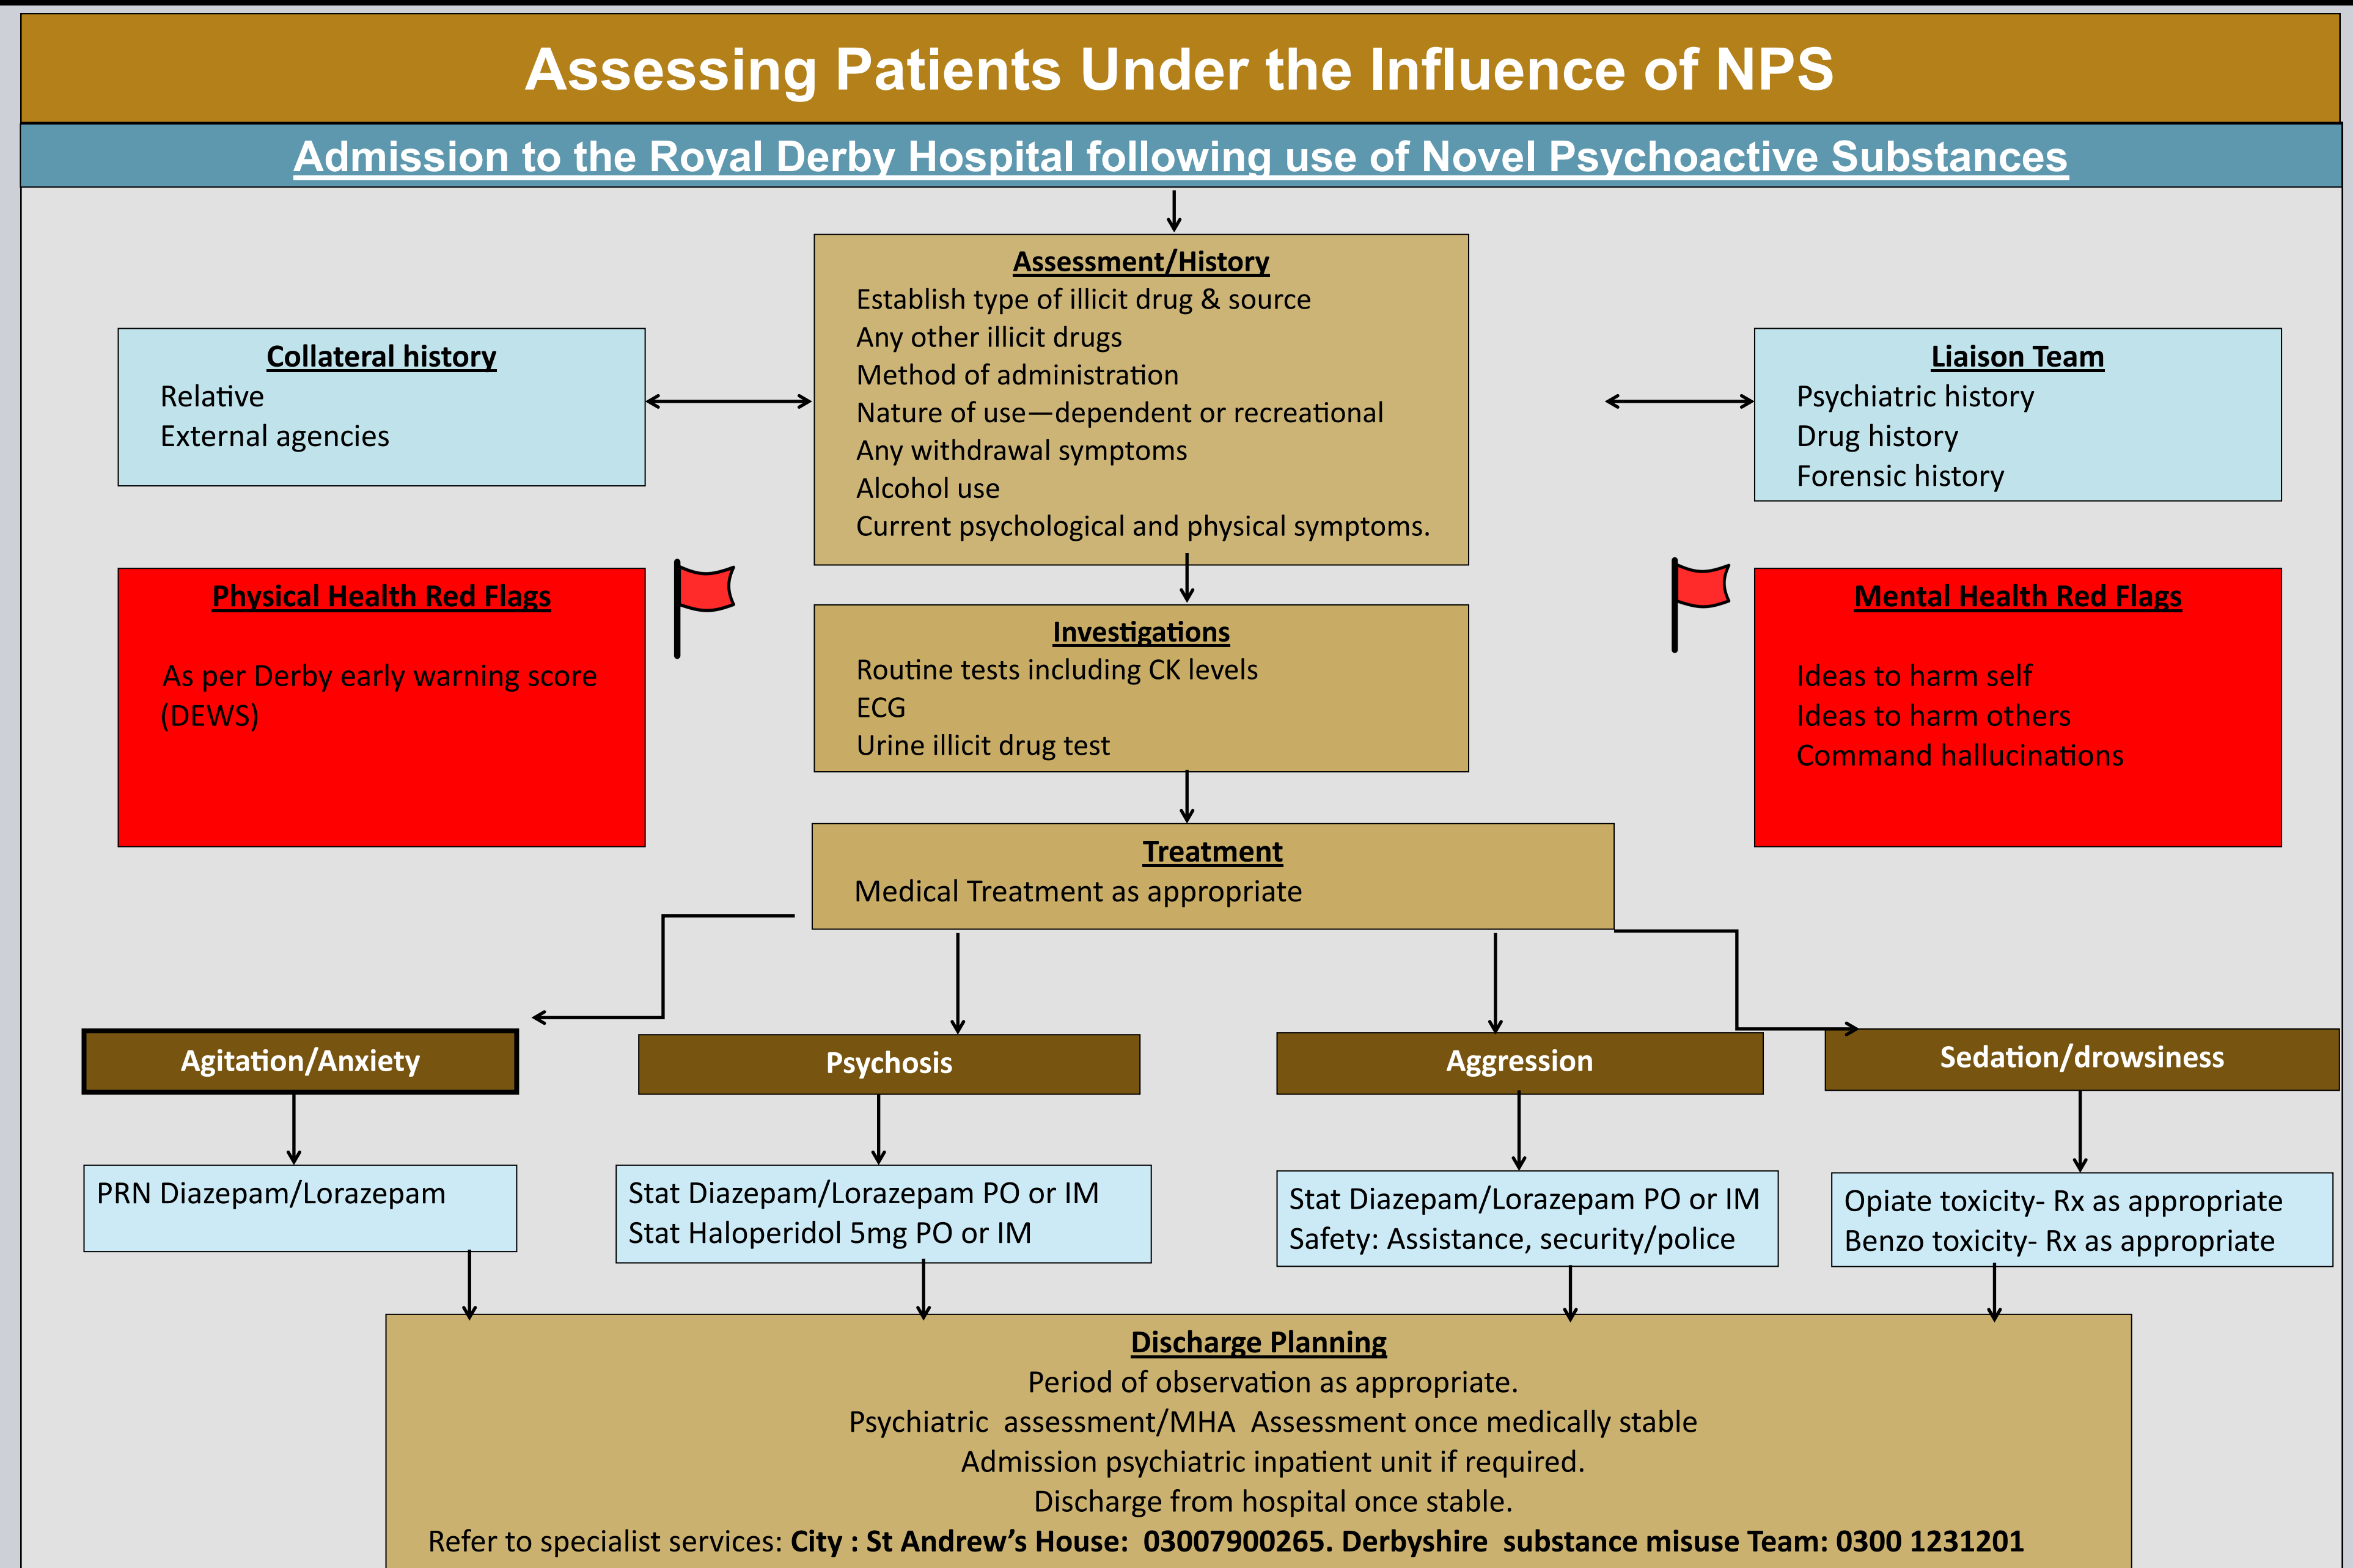 Assessing Patients Under the Influence of NPS
Admission to the Royal Derby Hospital following use of Novel Psychoactive Substances
Assessment/History
Establish type of illicit drug & source
Any other illicit drugs
Method of administration
Nature of use—dependent or recreational
Any withdrawal symptoms
Alcohol use
Current psychological and physical symptoms.
Collateral history
Relative
External agencies
Liaison Team
Psychiatric history
Drug history
Forensic history
Physical Health Red Flags
As per Derby early warning score
(DEWS)
Investigations
Routine tests including CK levels
ECG
Urine illicit drug test
Mental Health Red Flags
Ideas to harm self
Ideas to harm others
Command hallucinations
Treatment
Medical Treatment as appropriate
Agitation/Anxiety
Psychosis
Aggression
Sedation/drowsiness
PRN Diazepam/Lorazepam
Stat Diazepam/Lorazepam PO or IM
Stat Haloperidol 5mg PO or IM
Stat Diazepam/Lorazepam PO or IM
Safety: Assistance, security/police
Opiate toxicity- Rx as appropriate
Benzo toxicity- Rx as appropriate
Discharge Planning
Period of observation as appropriate.
Psychiatric  assessment/MHA  Assessment once medically stable
Admission psychiatric inpatient unit if required.
Discharge from hospital once stable.
Refer to specialist services: City : St Andrew’s House:  03007900265. Derbyshire  substance misuse Team: 0300 1231201